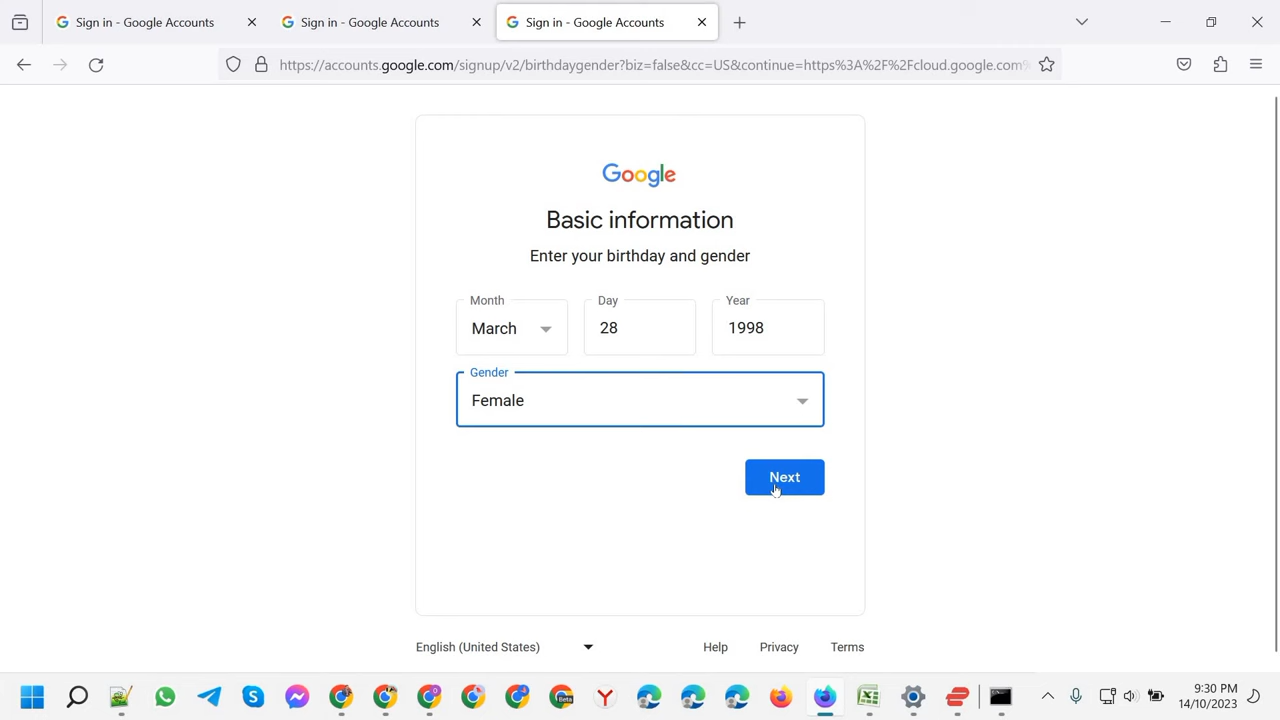 Sign in - Google Accounts
Sign in - Google Accounts
Sign in - Google Accounts
https://accounts.google.com/signup/v2/birthdaygender?biz=false&cc=US&continue=https%3A%2F%2Fcloud.google.com%
Google
Basic information
Enter your birthday and gender
Month
Day
Year
March
28
1998
Gender
Female
Next
English (United States)
Help
Privacy
Terms
Beta
9:30 PM
14/10/2023